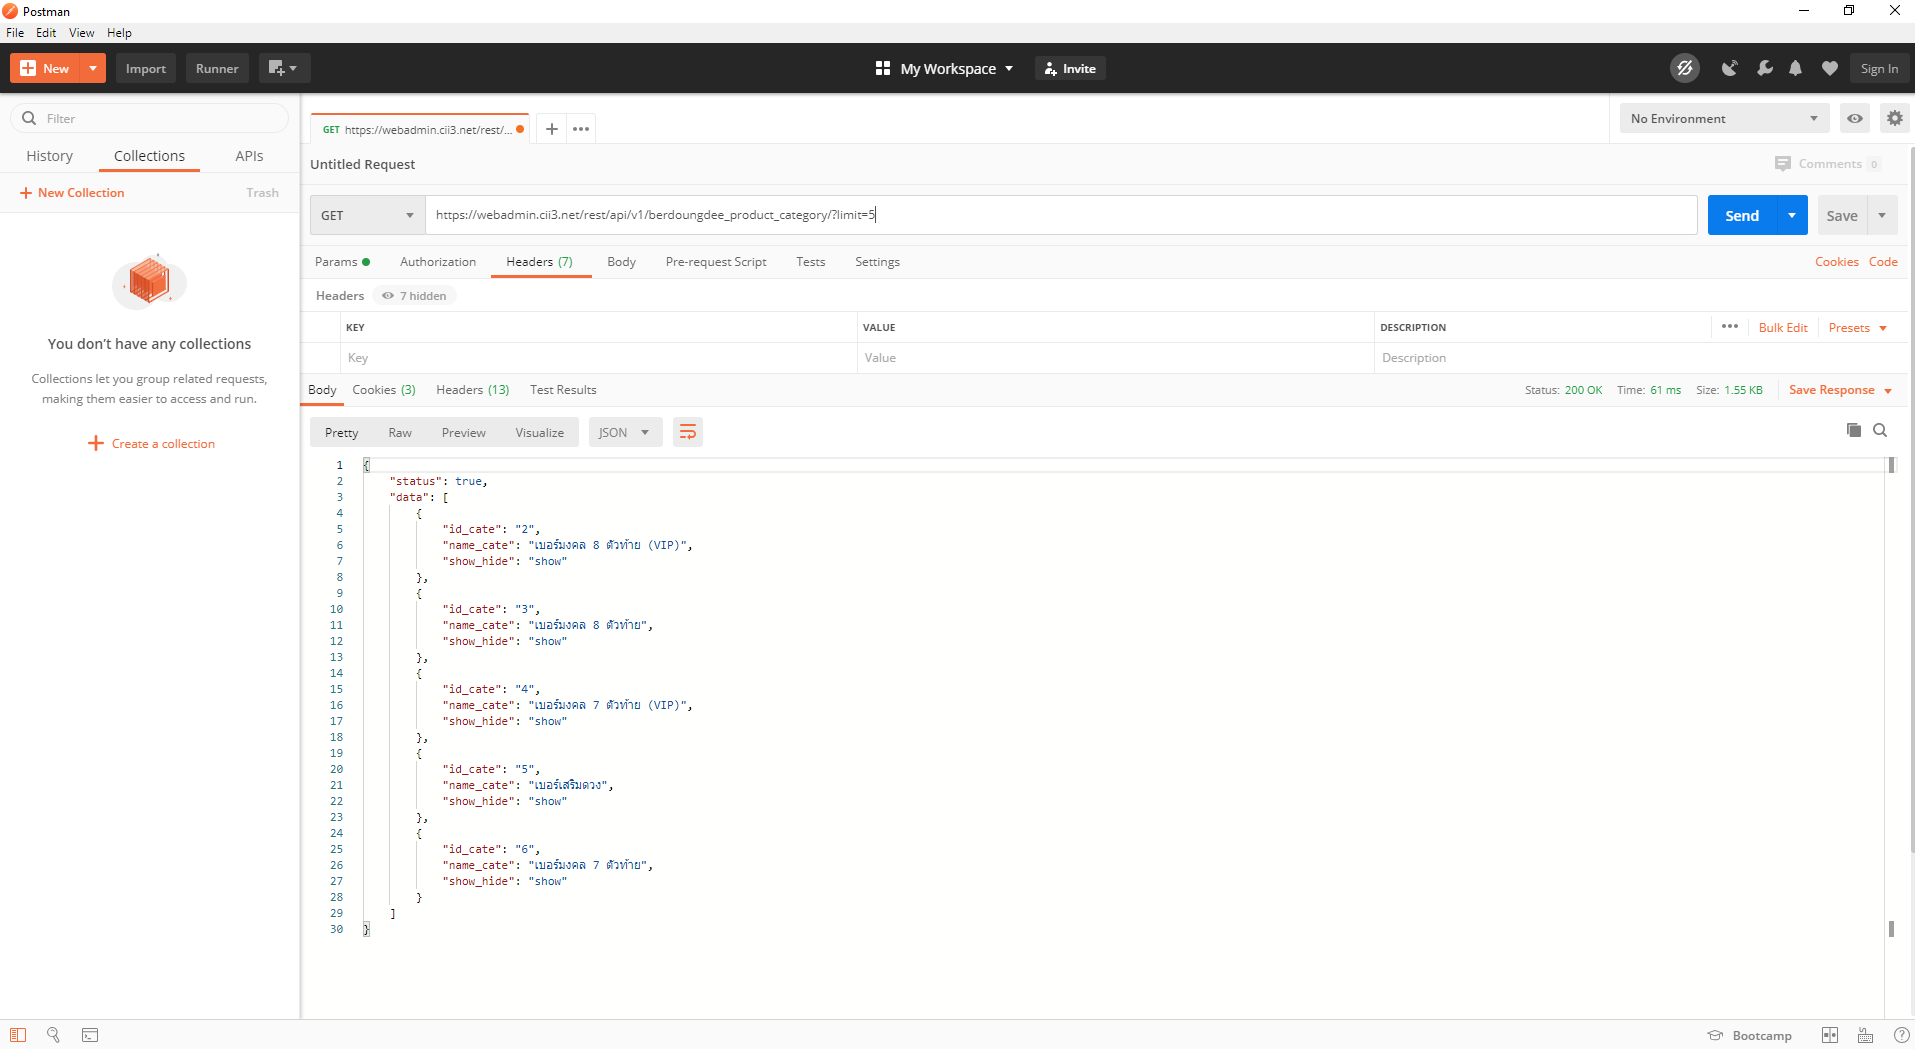 Postman
File Edit View Help
New Import Runner My Workspace Invite Sign In
Filter
History Collections APIs
New Collection Trash
You don't have any collections
Collections let you group related requests,
making them easier to access and run.
Create a collection
GET https://webadmin.cii3.net/rest/... No Environment
Untitled Request Comments 0
GET https://webadmin.cii3.net/rest/api/v1/berdoungdee_product_category/?limit=5 Send Save
Params Authorization Headers (7) Body Pre-request Script Tests Settings Cookies Code
Headers 7 hidden
KEY VALUE DESCRIPTION Bulk Edit Presets
Key Value Description
Body Cookies (3) Headers (13) Test Results Status: 200 OK Time: 61 ms Size: 1.55 KB Save Response
Pretty Raw Preview Visualize JSON
1 {
2 "status": true,
3 "data": [
4 {
5 "id_cate": "2",
6 "name_cate": "เบอร์มงคล 8 ตัวท้าย (VIP)",
7 "show_hide": "show"
8 },
9 {
10 "id_cate": "3",
11 "name_cate": "เบอร์มงคล 8 ตัวท้าย",
12 "show_hide": "show"
13 },
14 {
15 "id_cate": "4",
16 "name_cate": "เบอร์มงคล 7 ตัวท้าย (VIP)",
17 "show_hide": "show"
18 },
19 {
20 "id_cate": "5",
21 "name_cate": "เบอร์เสริมดวง",
22 "show_hide": "show"
23 },
24 {
25 "id_cate": "6",
26 "name_cate": "เบอร์มงคล 7 ตัวท้าย",
27 "show_hide": "show"
28 }
29 ]
30 }
Bootcamp